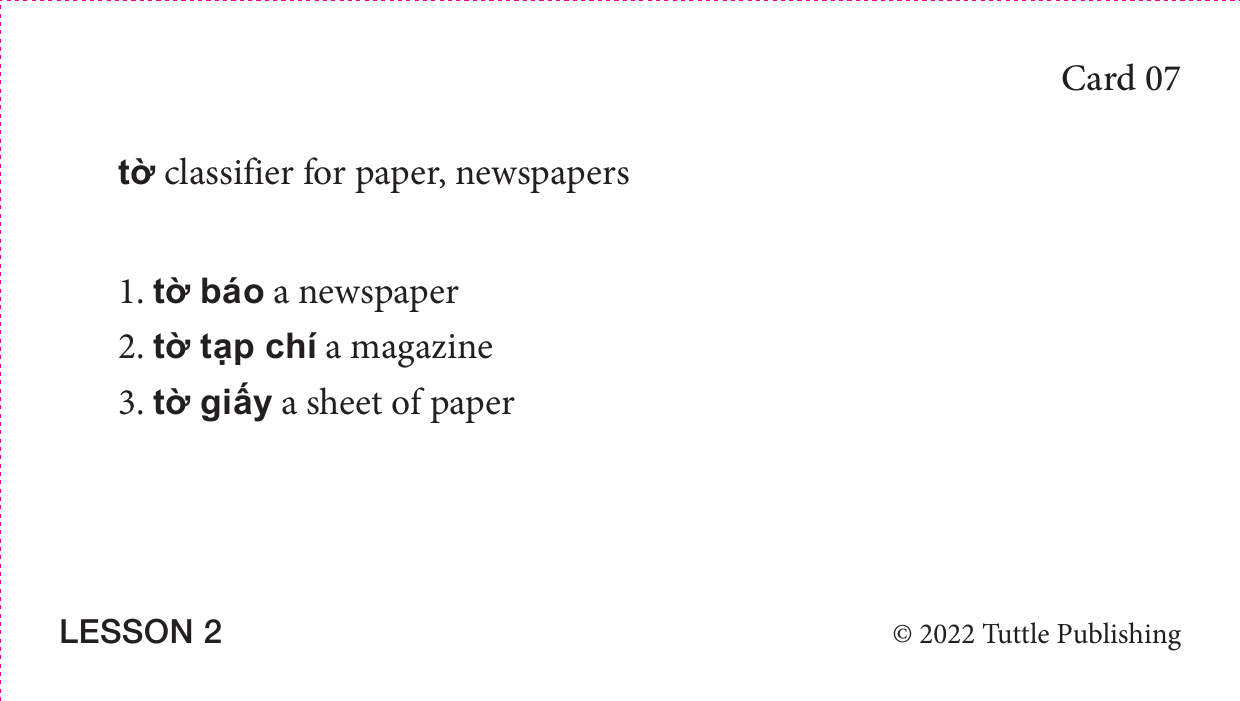 Card 07
tờ classifier for paper, newspapers
1. tờ báo a newspaper
2. tờ tạp chí a magazine
3. tờ giấy a sheet of paper
LESSON 2
© 2022 Tuttle Publishing